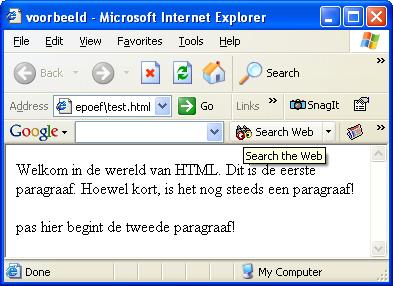 voorbeeld - Microsoft Internet Explorer
File Edit View Favorites Tools Help
Back Search
Address epoef\test.html Go Links » SnagIt
Google Search Web »
Search the Web
Welkom in de wereld van HTML. Dit is de eerste
paragraaf. Hoewel kort, is het nog steeds een paragraaf!
pas hier begint de tweede paragraaf!
Done My Computer